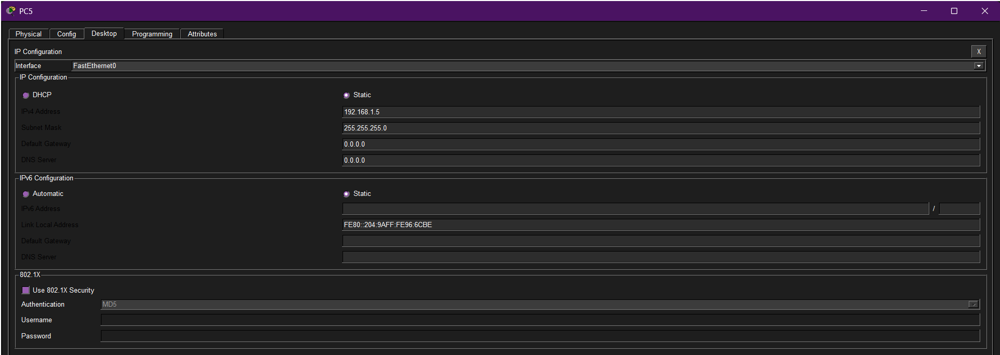 PC5
Physical Config Desktop Programming Attributes
IP Configuration
X
Interface FastEthernet0
IP Configuration
DHCP Static
IPv4 Address 192.168.1.5
Subnet Mask 255.255.255.0
Default Gateway 0.0.0.0
DNS Server 0.0.0.0
IPv6 Configuration
Automatic Static
IPv6 Address /
Link Local Address FE80::204:9AFF:FE96:6CBE
Default Gateway
DNS Server
802.1X
Use 802.1X Security
Authentication MD5
Username
Password